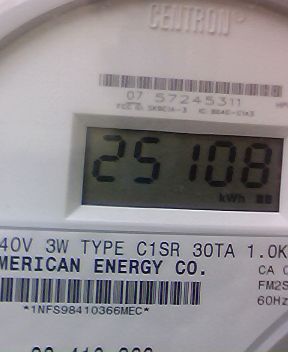 CENTRON®
07 57245311
25108
kWh
40V 3W TYPE C1SR 30TA 1.0K
MERICAN ENERGY CO.
CA
FM2S
60Hz
*1NFS98410366MEC*